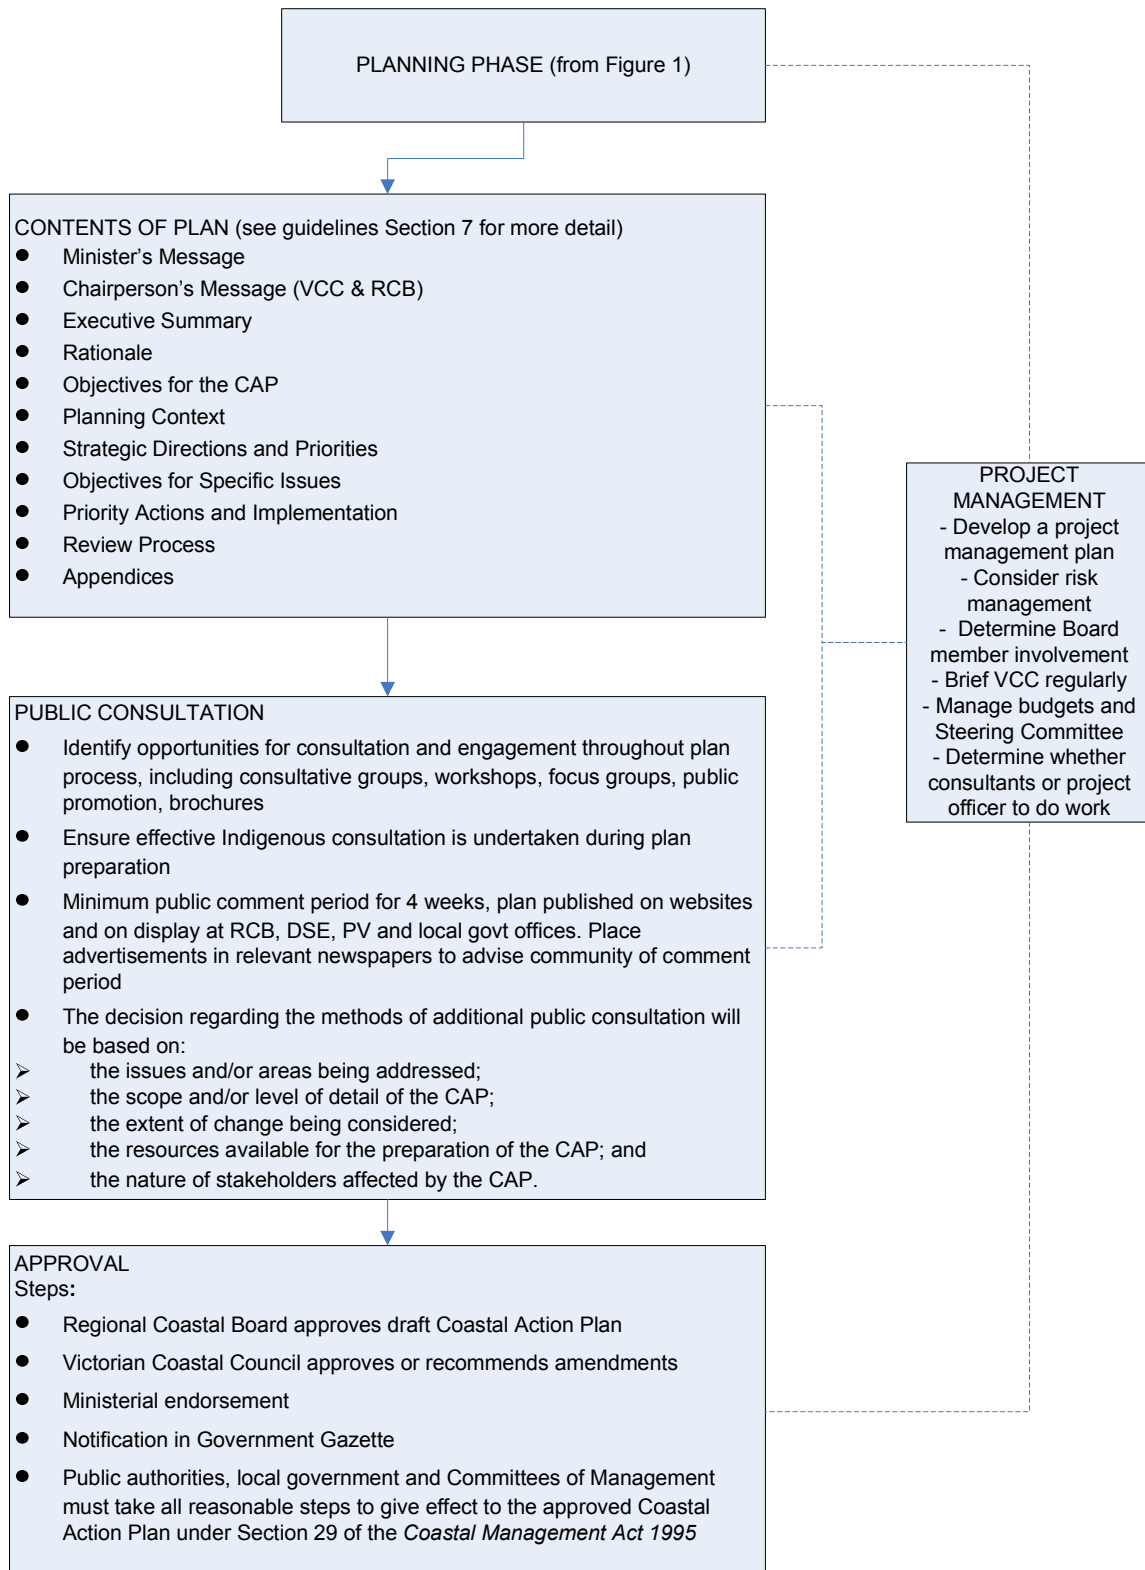 PLANNING PHASE (from Figure 1)
CONTENTS OF PLAN (see guidelines Section 7 for more detail)
● Minister’s Message
● Chairperson’s Message (VCC & RCB)
● Executive Summary
● Rationale
● Objectives for the CAP
● Planning Context
● Strategic Directions and Priorities
● Objectives for Specific Issues
● Priority Actions and Implementation
● Review Process
● Appendices
PROJECT
MANAGEMENT
- Develop a project
management plan
- Consider risk
management
- Determine Board
member involvement
- Brief VCC regularly
- Manage budgets and
Steering Committee
- Determine whether
consultants or project
officer to do work
PUBLIC CONSULTATION
● Identify opportunities for consultation and engagement throughout plan
process, including consultative groups, workshops, focus groups, public
promotion, brochures
● Ensure effective Indigenous consultation is undertaken during plan
preparation
● Minimum public comment period for 4 weeks, plan published on websites
and on display at RCB, DSE, PV and local govt offices. Place
advertisements in relevant newspapers to advise community of comment
period
● The decision regarding the methods of additional public consultation will
be based on:
➢ the issues and/or areas being addressed;
➢ the scope and/or level of detail of the CAP;
➢ the extent of change being considered;
➢ the resources available for the preparation of the CAP; and
➢ the nature of stakeholders affected by the CAP.
APPROVAL
Steps:
● Regional Coastal Board approves draft Coastal Action Plan
● Victorian Coastal Council approves or recommends amendments
● Ministerial endorsement
● Notification in Government Gazette
● Public authorities, local government and Committees of Management
must take all reasonable steps to give effect to the approved Coastal
Action Plan under Section 29 of the Coastal Management Act 1995